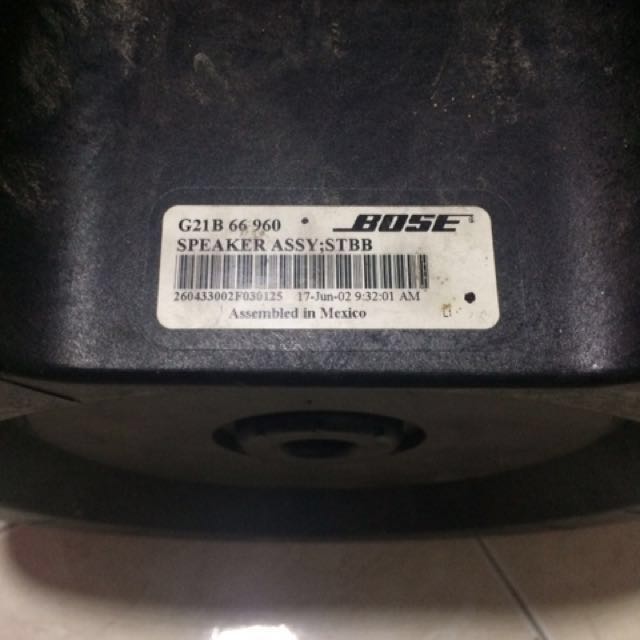 G21B 66 960 BOSE
SPEAKER ASSY;STBB
260433002F030125 17-Jun-02 9:32:01 AM
Assembled in Mexico